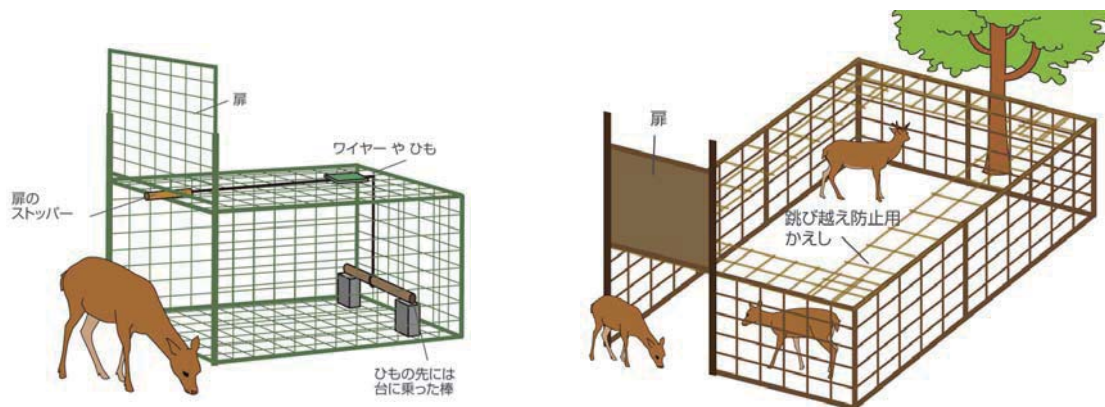 扉
ワイヤー や ひも
扉の
ストッパー
ひもの先には
台に乗った棒
扉
跳び越え防止用
かえし